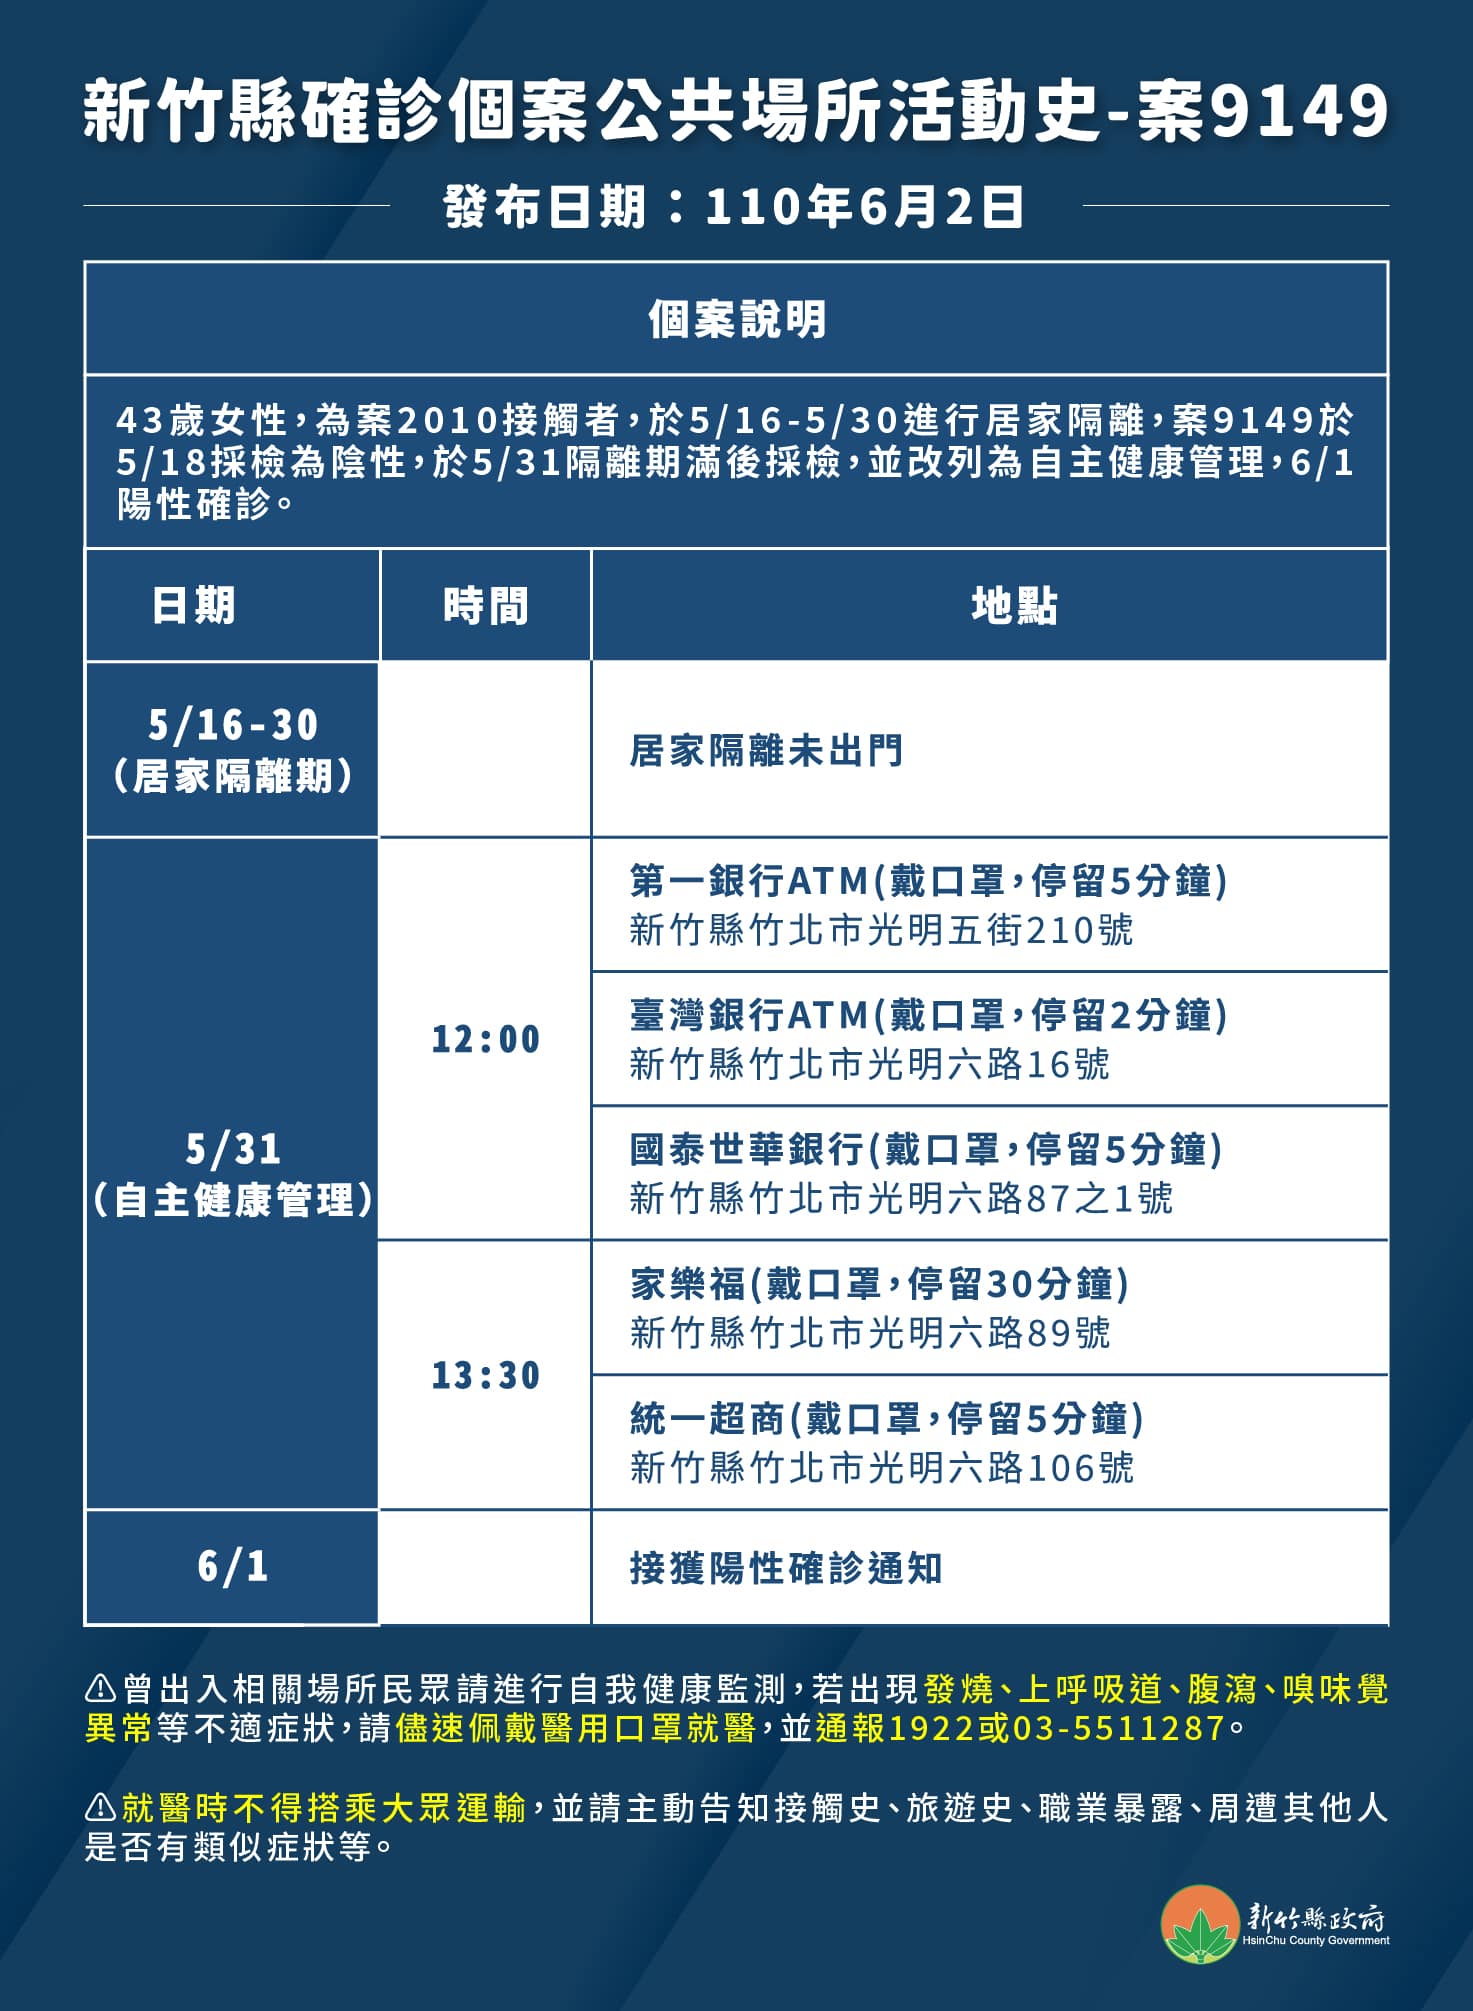 新竹縣確診個案公共場所活動史-案9149
發布日期：110年6月2日
個案說明
43歲女性，為案2010接觸者，於5/16-5/30進行居家隔離，案9149於
5/18採檢為陰性，於5/31隔離期滿後採檢，並改列為自主健康管理，6/1
陽性確診。
日期
時間
地點
5/16-30
（居家隔離期）
居家隔離未出門
5/31
（自主健康管理）
12:00
第一銀行ATM(戴口罩，停留5分鐘)
新竹縣竹北市光明五街210號
臺灣銀行ATM(戴口罩，停留2分鐘)
新竹縣竹北市光明六路16號
國泰世華銀行(戴口罩，停留5分鐘)
新竹縣竹北市光明六路87之1號
13:30
家樂福(戴口罩，停留30分鐘)
新竹縣竹北市光明六路89號
統一超商(戴口罩，停留5分鐘)
新竹縣竹北市光明六路106號
6/1
接獲陽性確診通知
⚠曾出入相關場所民眾請進行自我健康監測，若出現發燒、上呼吸道、腹瀉、嗅味覺
異常等不適症狀，請儘速佩戴醫用口罩就醫，並通報1922或03-5511287。
⚠就醫時不得搭乘大眾運輸，並請主動告知接觸史、旅遊史、職業暴露、周遭其他人
是否有類似症狀等。
新竹縣政府
HsinChu County Government